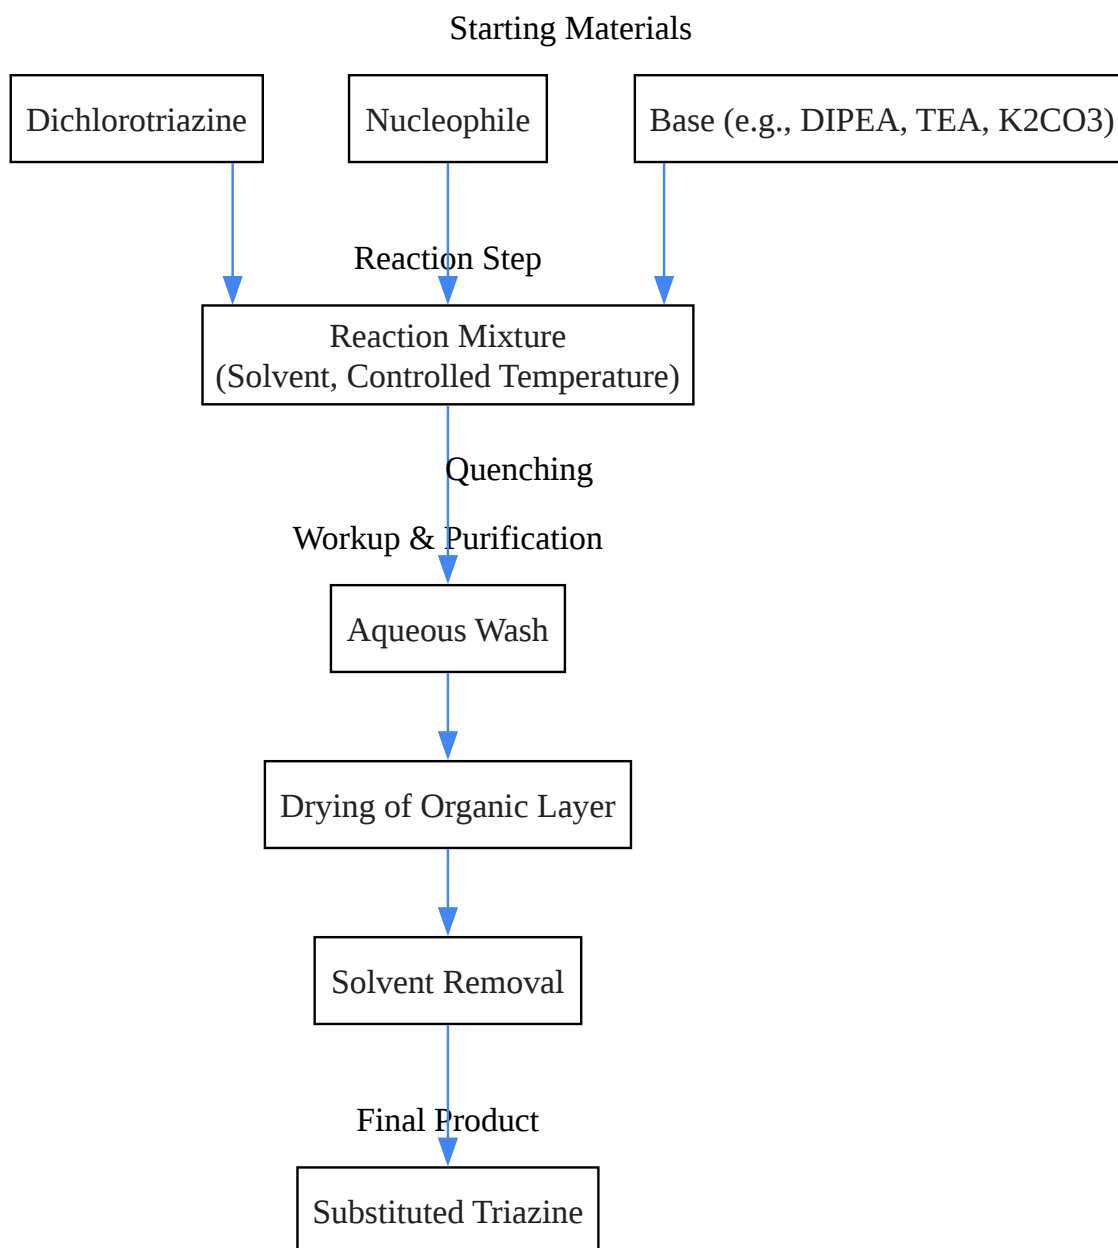 Starting Materials
Dichlorotriazine
Nucleophile
Base (e.g., DIPEA, TEA, K2CO3)
Reaction Step
Reaction Mixture
(Solvent, Controlled Temperature)
Quenching
Workup & Purification
Aqueous Wash
Drying of Organic Layer
Solvent Removal
Final Product
Substituted Triazine